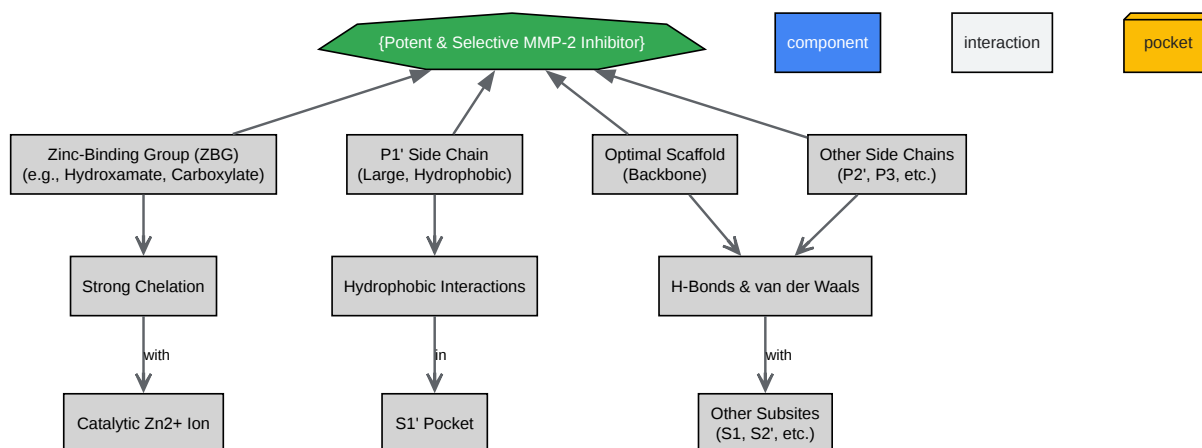 {Potent & Selective MMP-2 Inhibitor}
component
interaction
pocket
Zinc-Binding Group (ZBG)
(e.g., Hydroxamate, Carboxylate)
P1' Side Chain
(Large, Hydrophobic)
Optimal Scaffold
(Backbone)
Other Side Chains
(P2', P3, etc.)
Strong Chelation
Hydrophobic Interactions
H-Bonds & van der Waals
with
in
with
Catalytic Zn2+ Ion
S1' Pocket
Other Subsites
(S1, S2', etc.)